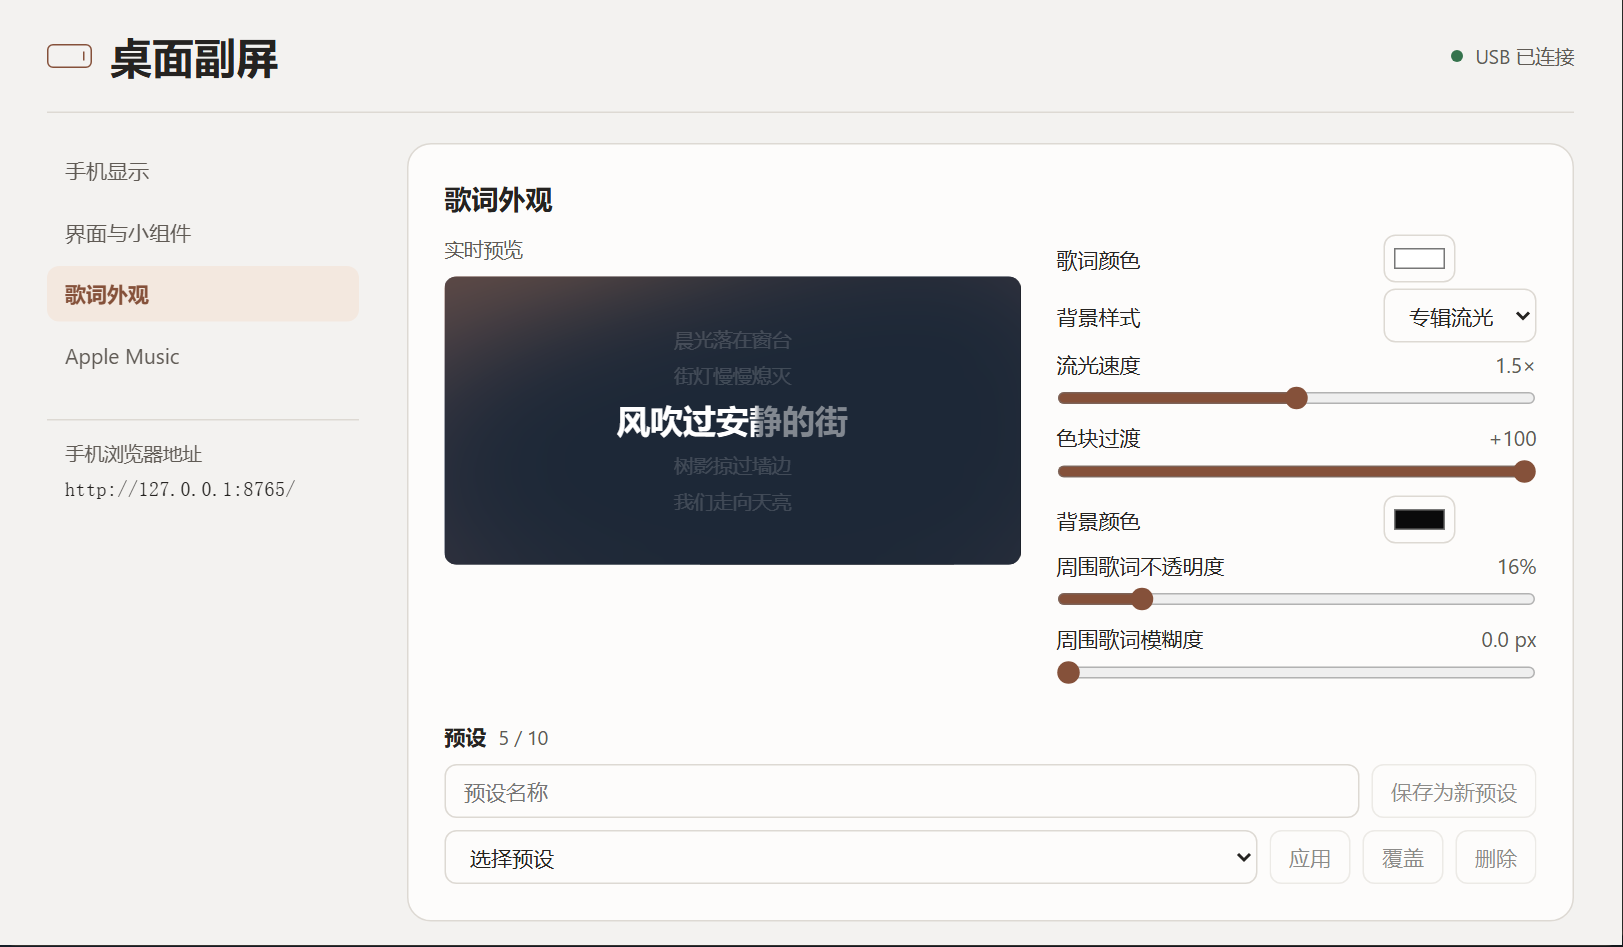 桌面副屏
USB 已连接
手机显示
界面与小组件
歌词外观
Apple Music
手机浏览器地址
http://127.0.0.1:8765/
歌词外观
实时预览
晨光落在窗台
街灯慢慢熄灭
风吹过安静的街
树影掠过墙边
我们走向天亮
歌词颜色
背景样式 专辑流光
流光速度 1.5×
色块过渡 +100
背景颜色
周围歌词不透明度 16%
周围歌词模糊度 0.0 px
预设 5 / 10
预设名称 保存为新预设
选择预设 应用 覆盖 删除